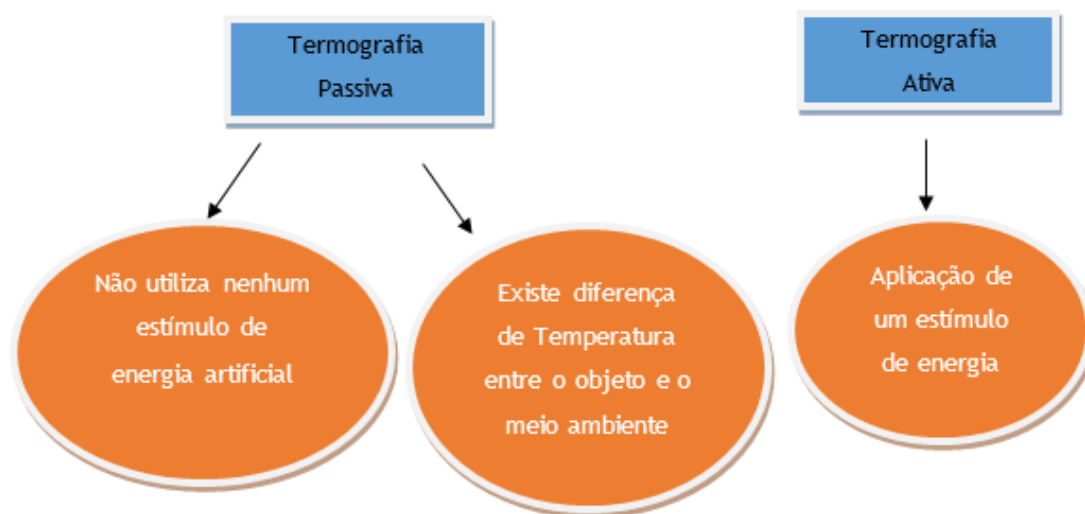 Termografia
Passiva
Termografia
Ativa
Não utiliza nenhum
estímulo de
energia artificial
Existe diferença
de Temperatura
entre o objeto e o
meio ambiente
Aplicação de
um estímulo
de energia